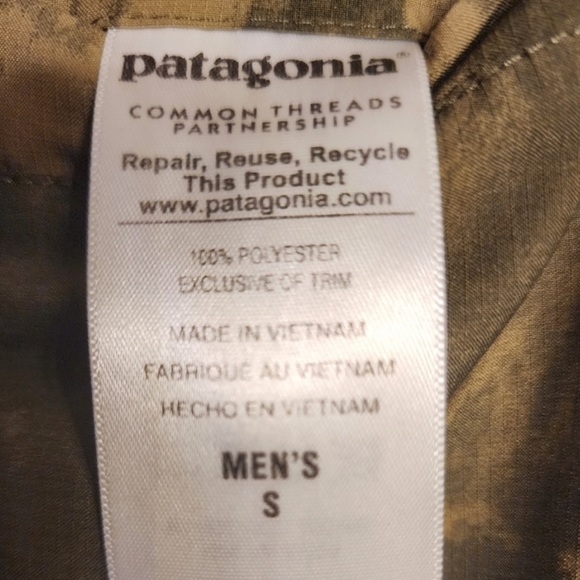 patagonia®
COMMON THREADS
PARTNERSHIP
Repair, Reuse, Recycle
This Product
www.patagonia.com
100% POLYESTER
EXCLUSIVE OF TRIM
MADE IN VIETNAM
FABRIQUÉ AU VIETNAM
HECHO EN VIETNAM
MEN'S
S